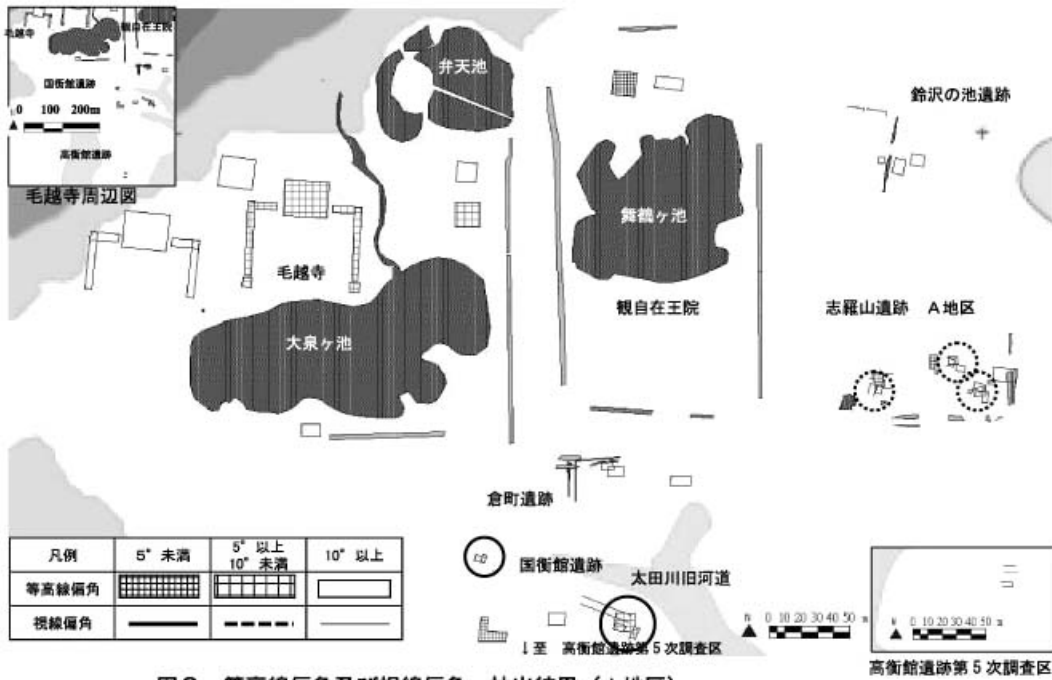 毛越寺
観自在王院
国衡館遺跡
0 100 200m
高衡館遺跡
毛越寺周辺図
弁天池
鈴沢の池遺跡
舞鶴ヶ池
毛越寺
観自在王院
志羅山遺跡 A地区
大泉ヶ池
倉町遺跡
国衡館遺跡
太田川旧河道
凡例
5° 未満
5° 以上
10° 未満
10° 以上
等高線偏角
視線偏角
N 0 10 20 30 40 50 m
↓至 高衡館遺跡第5次調査区
N 0 10 20 30 40 50 m
高衡館遺跡第5次調査区